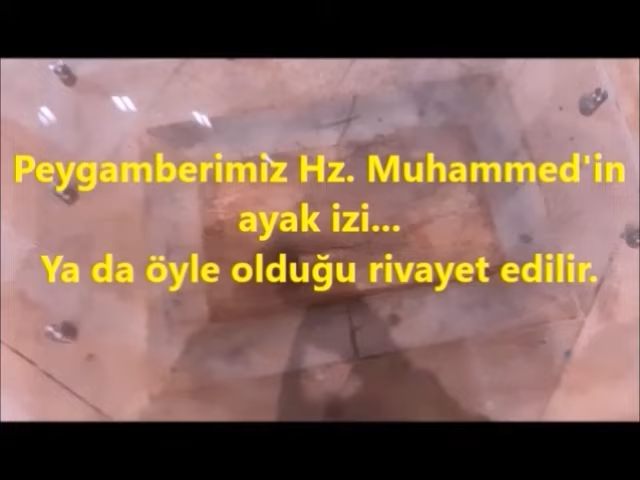 Peygamberimiz Hz. Muhammed'in
ayak izi...
Ya da öyle olduğu rivayet edilir.